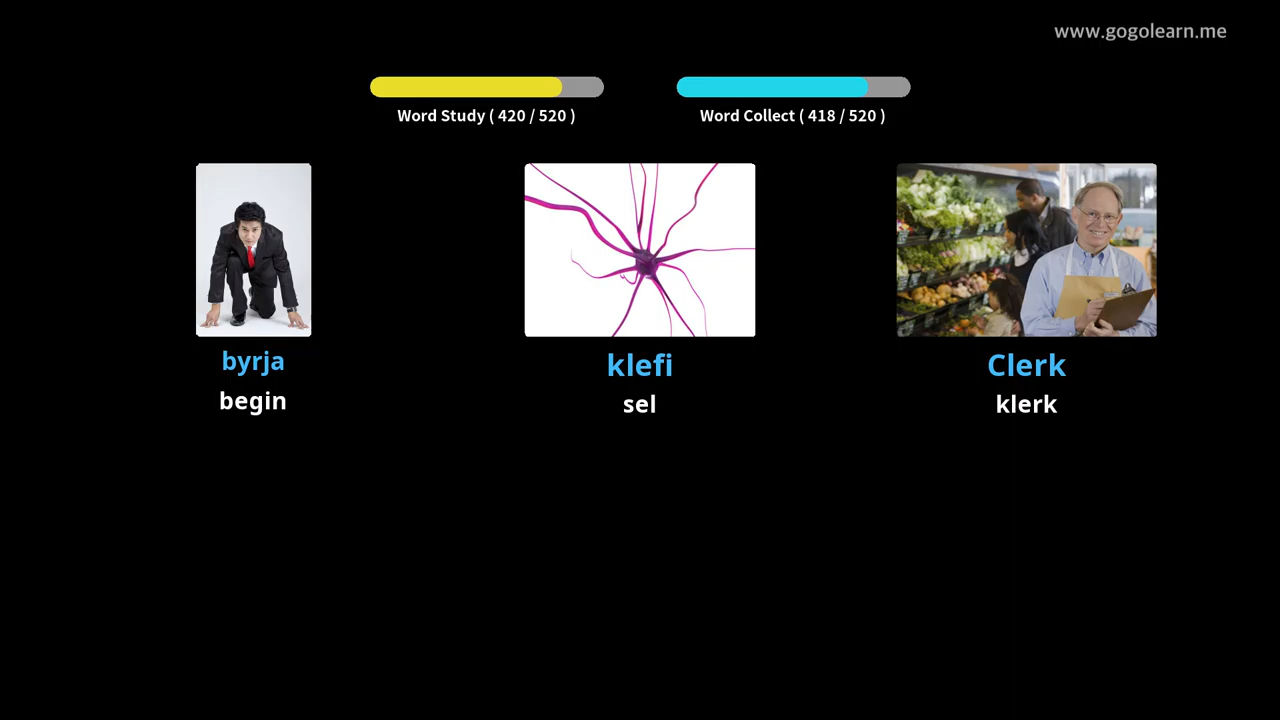 www.gogolearn.me
Word Study ( 420 / 520 )
Word Collect ( 418 / 520 )
byrja
klefi
Clerk
begin
sel
klerk